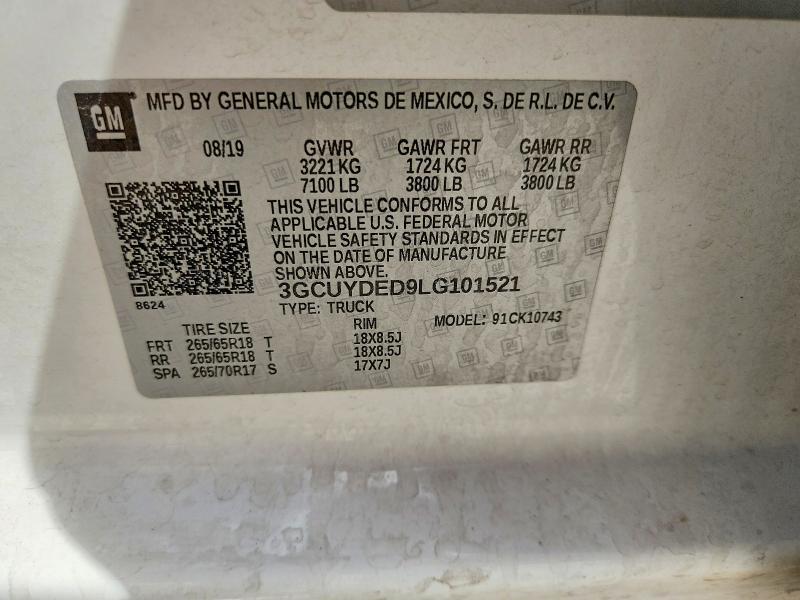 GM MFD BY GENERAL MOTORS DE MEXICO, S. DE R.L. DE C.V.
08/19 GVWR GAWR FRT GAWR RR
3221 KG 1724 KG 1724 KG
7100 LB 3800 LB 3800 LB
THIS VEHICLE CONFORMS TO ALL
APPLICABLE U.S. FEDERAL MOTOR
VEHICLE SAFETY STANDARDS IN EFFECT
ON THE DATE OF MANUFACTURE
SHOWN ABOVE.
3GCUYDED9LG101521
8624
TYPE: TRUCK
MODEL: 91CK10743
TIRE SIZE RIM
FRT 265/65R18 T 18X8.5J
RR 265/65R18 T 18X8.5J
SPA 265/70R17 S 17X7J